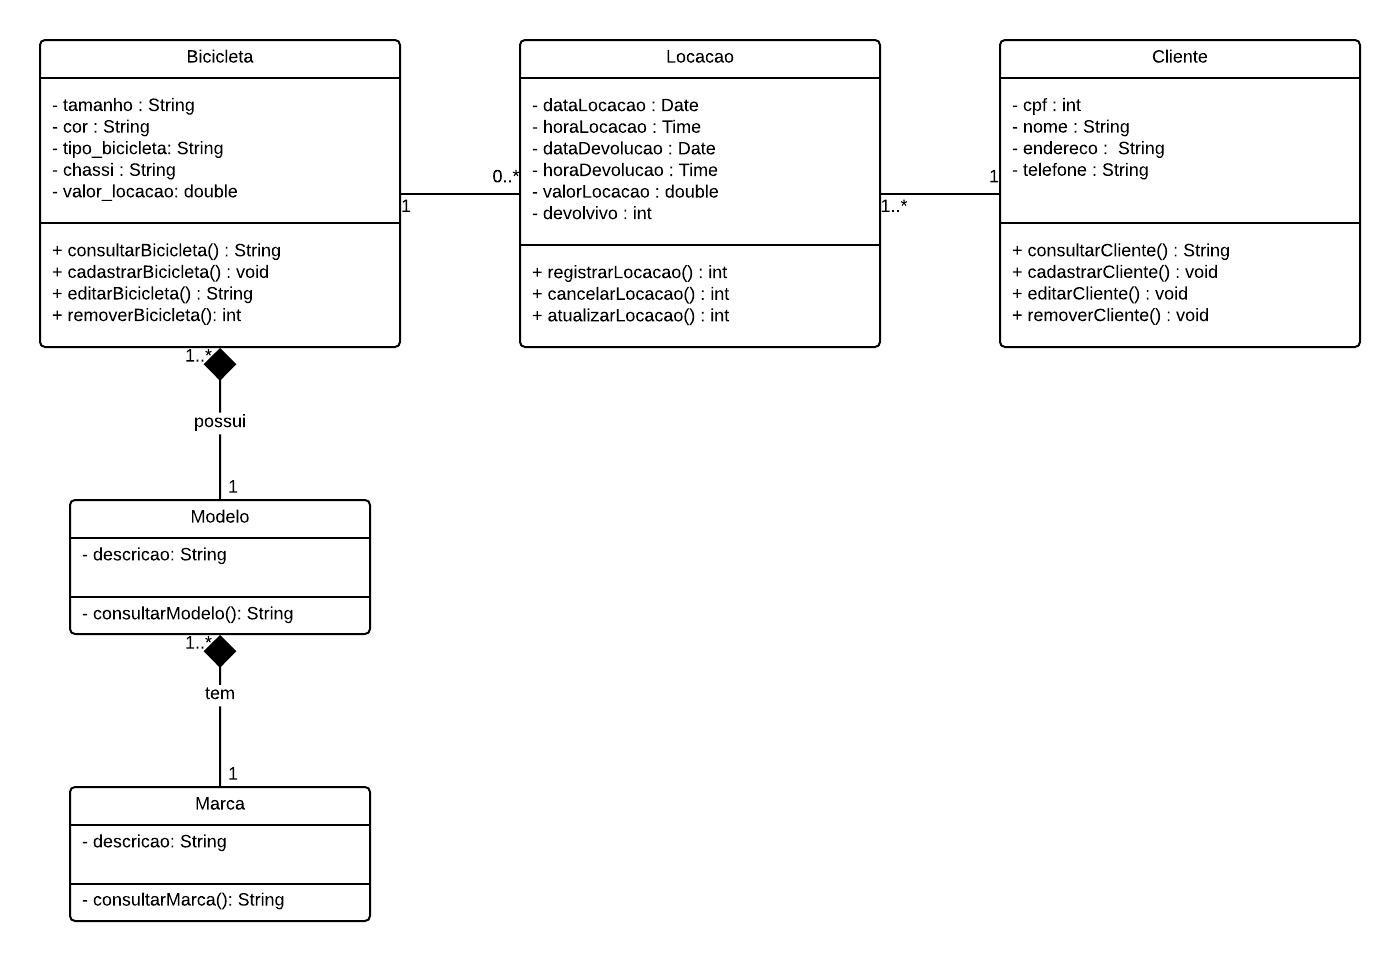 Bicicleta
- tamanho : String
- cor : String
- tipo_bicicleta: String
- chassi : String
- valor_locacao: double
+ consultarBicicleta() : String
+ cadastrarBicicleta() : void
+ editarBicicleta() : String
+ removerBicicleta(): int
1
0..*
Locacao
- dataLocacao : Date
- horaLocacao : Time
- dataDevolucao : Date
- horaDevolucao : Time
- valorLocacao : double
- devolvivo : int
+ registrarLocacao() : int
+ cancelarLocacao() : int
+ atualizarLocacao() : int
1..*
1
Cliente
- cpf : int
- nome : String
- endereco :  String
- telefone : String
+ consultarCliente() : String
+ cadastrarCliente() : void
+ editarCliente() : void
+ removerCliente() : void
1..*
possui
1
Modelo
- descricao: String
- consultarModelo(): String
1..*
tem
1
Marca
- descricao: String
- consultarMarca(): String